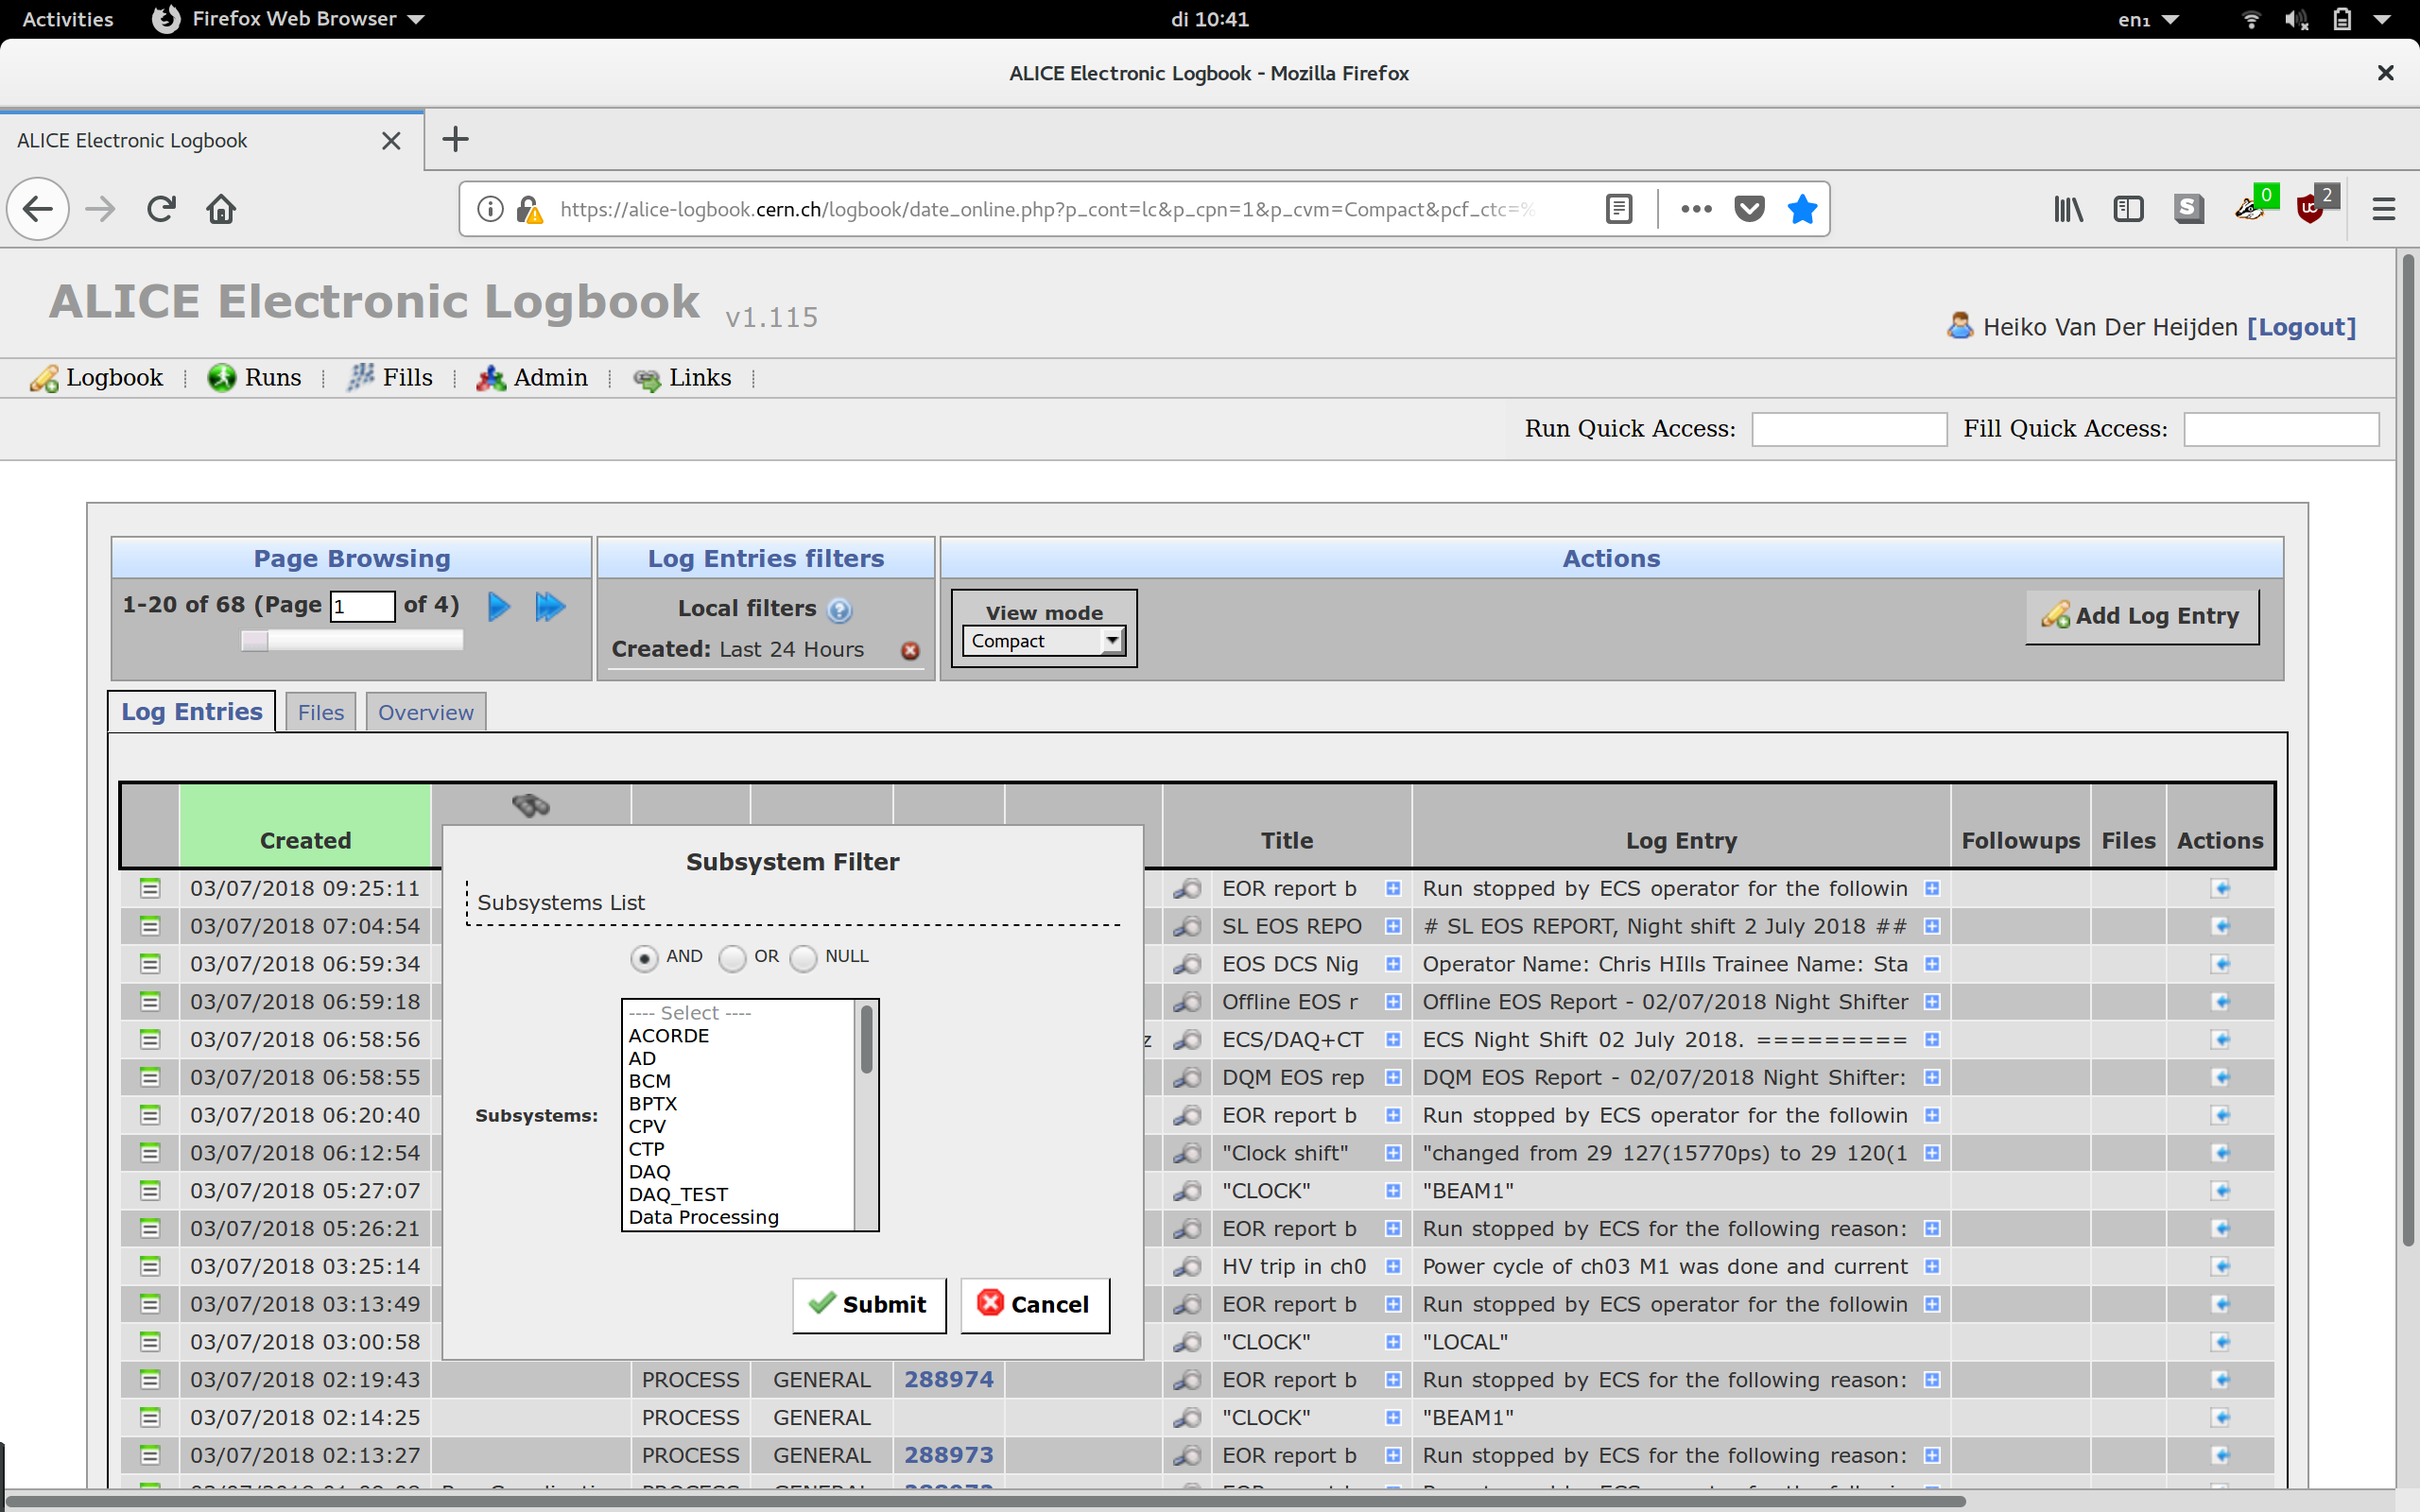 Activities Firefox Web Browser di 10:41 en₁
ALICE Electronic Logbook - Mozilla Firefox
ALICE Electronic Logbook
https://alice-logbook.cern.ch/logbook/date_online.php?p_cont=lc&p_cpn=1&p_cvm=Compact&pcf_ctc=% S 0 2
ALICE Electronic Logbook v1.115
Heiko Van Der Heijden [Logout]
Logbook Runs Fills Admin Links
Run Quick Access: Fill Quick Access:
Page Browsing Log Entries filters Actions
1-20 of 68 (Page 1 of 4) Local filters View mode Add Log Entry
Created: Last 24 Hours Compact
Log Entries Files Overview
Created Title Log Entry Followups Files Actions
Subsystem Filter
Subsystems List
AND OR NULL
---- Select ----
ACORDE
AD
BCM
BPTX
CPV
CTP
DAQ
DAQ_TEST
Data Processing
Subsystems:
Submit Cancel
03/07/2018 09:25:11 EOR report b Run stopped by ECS operator for the followin
03/07/2018 07:04:54 SL EOS REPO # SL EOS REPORT, Night shift 2 July 2018 ##
03/07/2018 06:59:34 EOS DCS Nig Operator Name: Chris HIlls Trainee Name: Sta
03/07/2018 06:59:18 Offline EOS r Offline EOS Report - 02/07/2018 Night Shifter
03/07/2018 06:58:56 z ECS/DAQ+CT ECS Night Shift 02 July 2018. =========
03/07/2018 06:58:55 DQM EOS rep DQM EOS Report - 02/07/2018 Night Shifter:
03/07/2018 06:20:40 EOR report b Run stopped by ECS operator for the followin
03/07/2018 06:12:54 "Clock shift" "changed from 29 127(15770ps) to 29 120(1
03/07/2018 05:27:07 "CLOCK" "BEAM1"
03/07/2018 05:26:21 EOR report b Run stopped by ECS for the following reason:
03/07/2018 03:25:14 HV trip in ch0 Power cycle of ch03 M1 was done and current
03/07/2018 03:13:49 EOR report b Run stopped by ECS operator for the followin
03/07/2018 03:00:58 "CLOCK" "LOCAL"
03/07/2018 02:19:43 PROCESS GENERAL 288974 EOR report b Run stopped by ECS for the following reason:
03/07/2018 02:14:25 PROCESS GENERAL "CLOCK" "BEAM1"
03/07/2018 02:13:27 PROCESS GENERAL 288973 EOR report b Run stopped by ECS for the following reason: